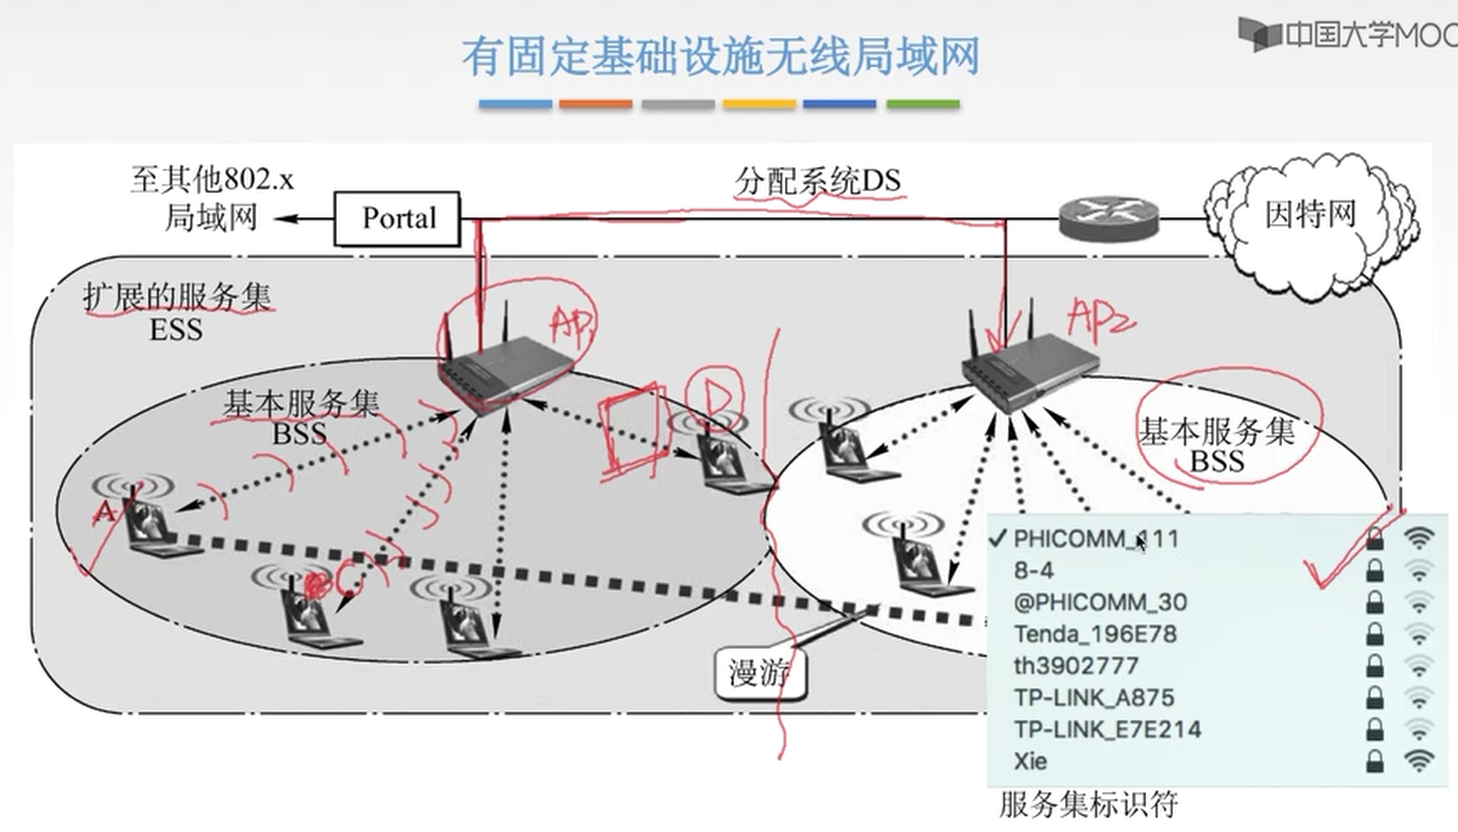 中国大学MOO
有固定基础设施无线局域网
至其他802.x
局域网
Portal
分配系统DS
因特网
扩展的服务集
ESS
AP1
AP2
基本服务集
BSS
D
基本服务集
BSS
A
C
漫游
✓ PHICOMM_111
8-4
@PHICOMM_30
Tenda_196E78
th3902777
TP-LINK_A875
TP-LINK_E7E214
Xie
服务集标识符